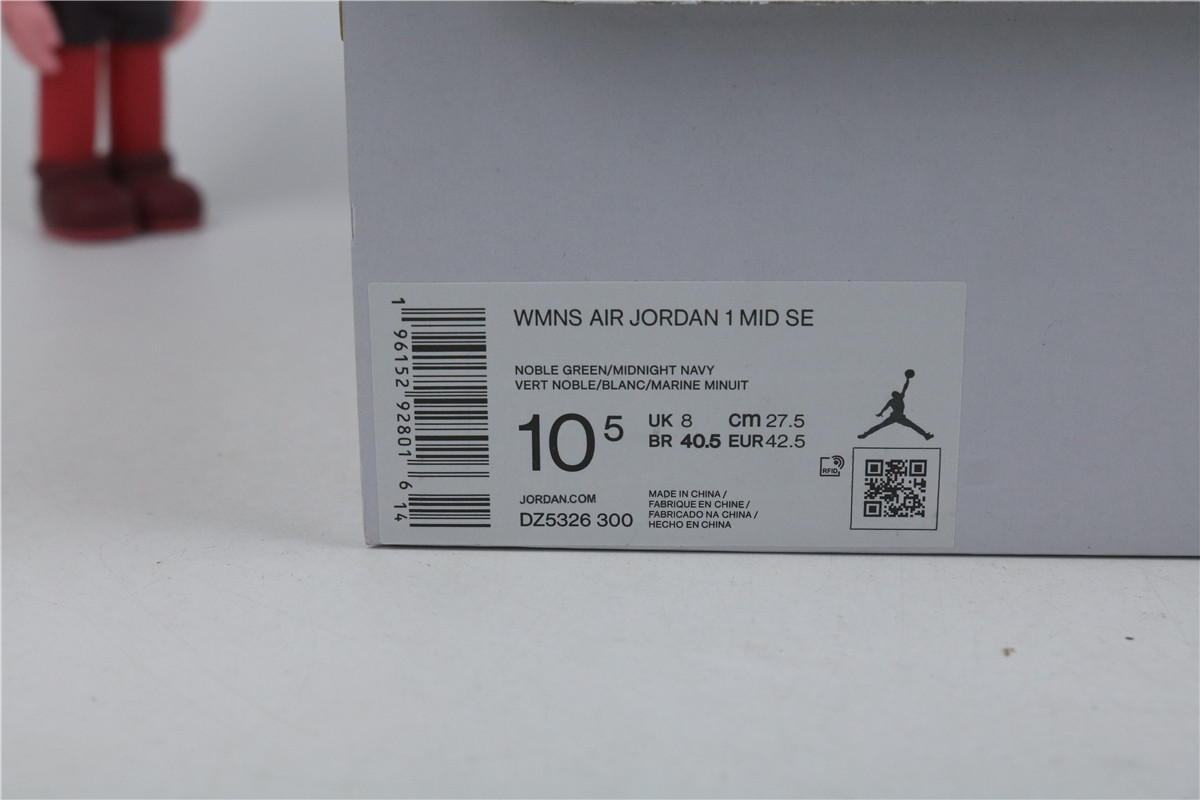 WMNS AIR JORDAN 1 MID SE
NOBLE GREEN/MIDNIGHT NAVY
VERT NOBLE/BLANC/MARINE MINUIT
10 5
UK 8 cm 27.5
BR 40.5 EUR 42.5
RFID
JORDAN.COM
DZ5326 300
MADE IN CHINA /
FABRIQUE EN CHINE /
FABRICADO NA CHINA /
HECHO EN CHINA
1 96152 92801 6 14